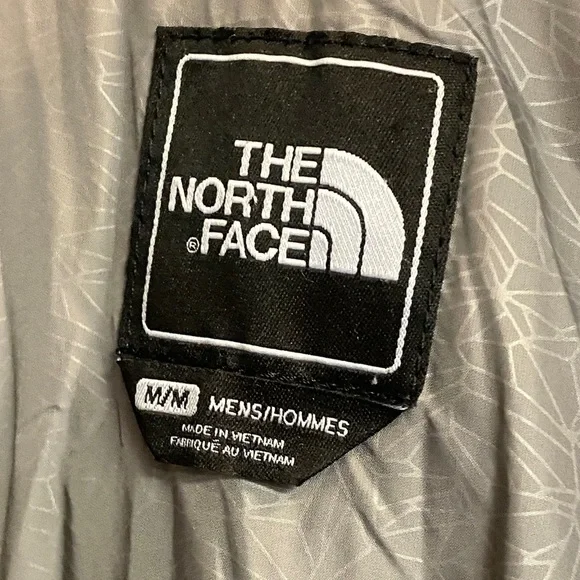 THE
NORTH
®FACE
M/M MENS/HOMMES
MADE IN VIETNAM
FABRIQUÉ AU VIETNAM